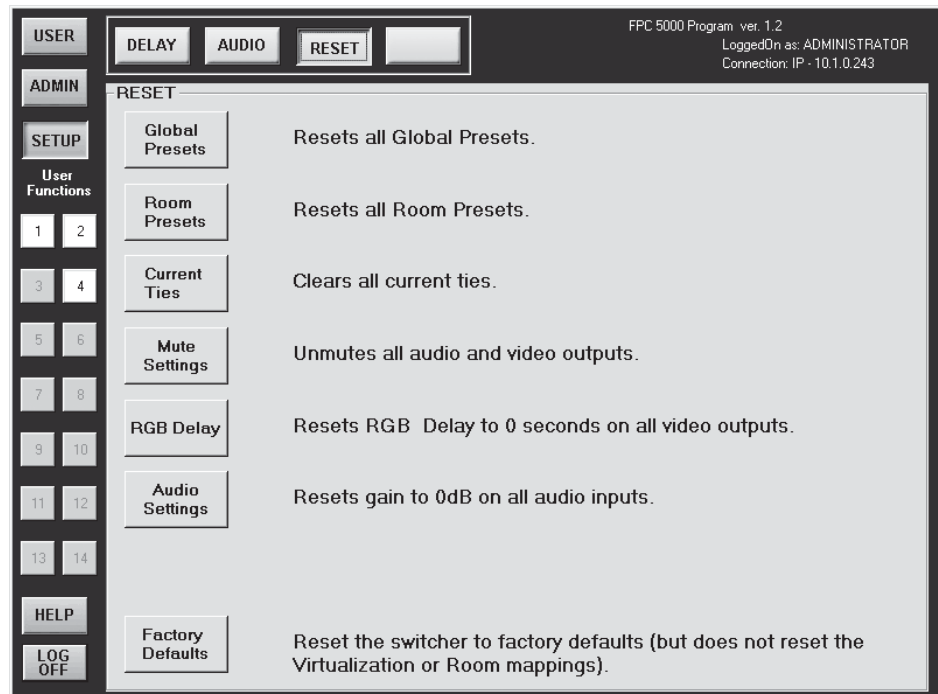 USER
DELAY AUDIO RESET
FPC 5000 Program ver. 1.2
LoggedOn as: ADMINISTRATOR
Connection: IP - 10.1.0.243
ADMIN
SETUP
User
Functions
1 2
3 4
5 6
7 8
9 10
11 12
13 14
HELP
LOG
OFF
RESET
Global
Presets
Resets all Global Presets.
Room
Presets
Resets all Room Presets.
Current
Ties
Clears all current ties.
Mute
Settings
Unmutes all audio and video outputs.
RGB Delay
Resets RGB Delay to 0 seconds on all video outputs.
Audio
Settings
Resets gain to 0dB on all audio inputs.
Factory
Defaults
Reset the switcher to factory defaults (but does not reset the
Virtualization or Room mappings).